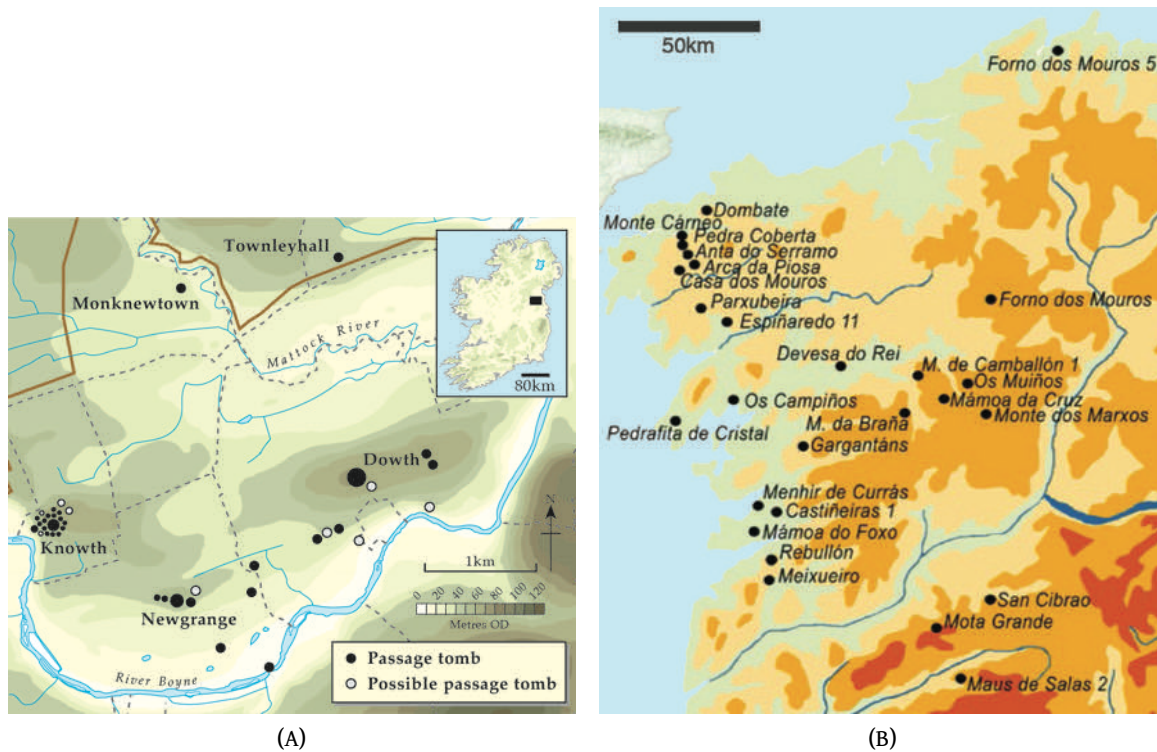 Townleyhall
Monknewtown
Mattock River
80km
Dowth
Knowth
N
1km
0 20 40 60 80 100 120
Metres OD
Newgrange
River Boyne
Passage tomb
Possible passage tomb
(A)
50km
Forno dos Mouros 5
Dombate
Monte Cárneo
Pedra Coberta
Anta do Serramo
Arca da Piosa
Casa dos Mouros
Parxubeira
Forno dos Mouros
Espiñaredo 11
Devesa do Rei
M. de Camballón 1
Os Muiños
Os Campiños
Mámoa da Cruz
M. da Braña
Monte dos Marxos
Pedrafita de Cristal
Gargantáns
Menhir de Currás
Castiñeiras 1
Mámoa do Foxo
Rebullón
Meixueiro
San Cibrao
Mota Grande
Maus de Salas 2
(B)